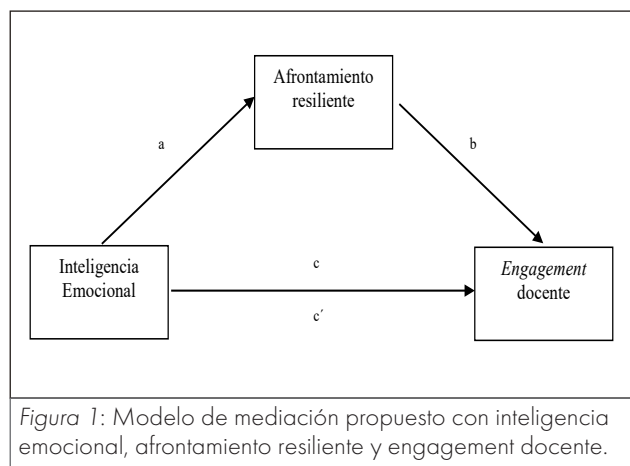 Afrontamiento
resiliente
a
b
Inteligencia
Emocional
c
c´
Engagement
docente
Figura 1: Modelo de mediación propuesto con inteligencia
emocional, afrontamiento resiliente y engagement docente.